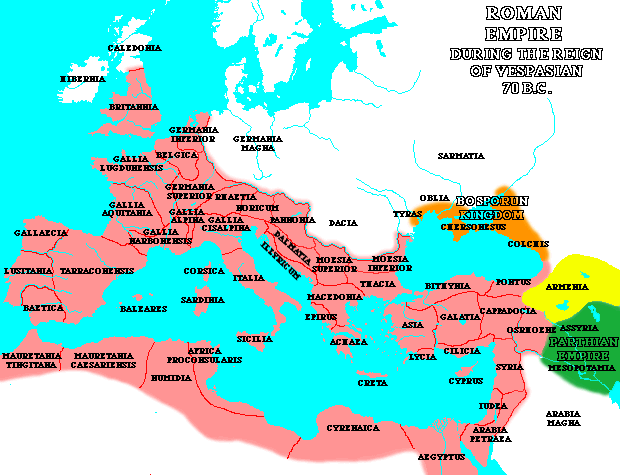 ROMAN
EMPIRE
DURING THE REIGN
OF VESPASIAN
70 B.C.
CALEDONIA
HIBERNIA
BRITANNIA
GERMANIA
INFERIOR
GERMANIA
MAGNA
BELGICA
GALLIA
LUGDUNENSIS
SARMATIA
GERMANIA
SUPERIOR
RHAETIA
NORICUM
PANNONIA
GALLIA
AQUITANIA
GALLIA
ALPINA
GALLIA
CISALPINA
GALLIA
NARBONENSIS
DACIA
TYRAS
OBLIA
BOSPORUN
KINGDOM
CHERSONESUS
COLCHIS
GALLAECIA
LUSITANIA
TARRACONENSIS
BAETICA
BALEARES
CORSICA
SARDINIA
ITALIA
DALMATIA
ILLYRICUM
MOESIA
SUPERIOR
MOESIA
INFERIOR
THACIA
MACEDONIA
EPIRUS
ACHAEA
SICILIA
BITHYNIA
PONTUS
ARMENIA
GALATIA
CAPPADOCIA
ASIA
LYCIA
CILICIA
OSROHENE
ASSYRIA
PARTHIAN
EMPIRE
MESOPOTAMIA
SYRIA
CYPRUS
CRETA
IUDEA
ARABIA
PETRAEA
ARABIA
MAGNA
MAURETANIA
TINGITANA
MAURETANIA
CAESARIENSIS
AFRICA
PROCONSULARIS
NUMIDIA
CYRENAICA
AEGYPTUS